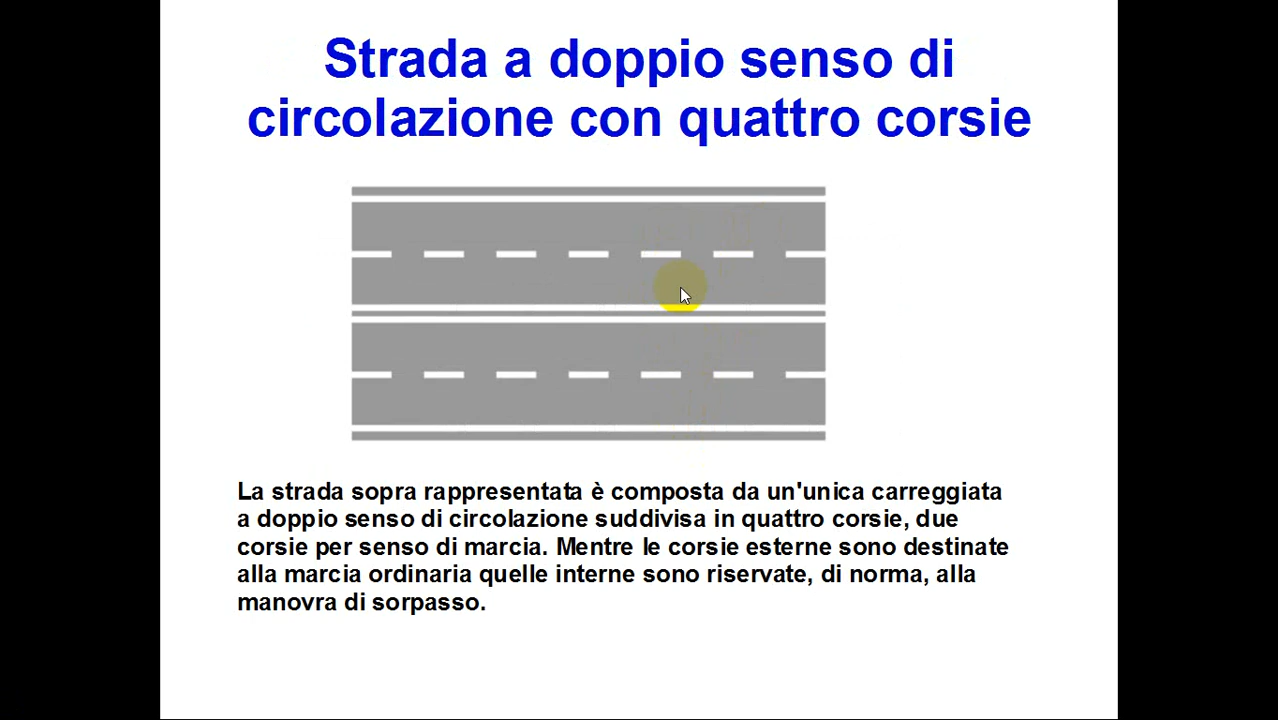 Strada a doppio senso di
circolazione con quattro corsie
La strada sopra rappresentata è composta da un'unica carreggiata
a doppio senso di circolazione suddivisa in quattro corsie, due
corsie per senso di marcia. Mentre le corsie esterne sono destinate
alla marcia ordinaria quelle interne sono riservate, di norma, alla
manovra di sorpasso.